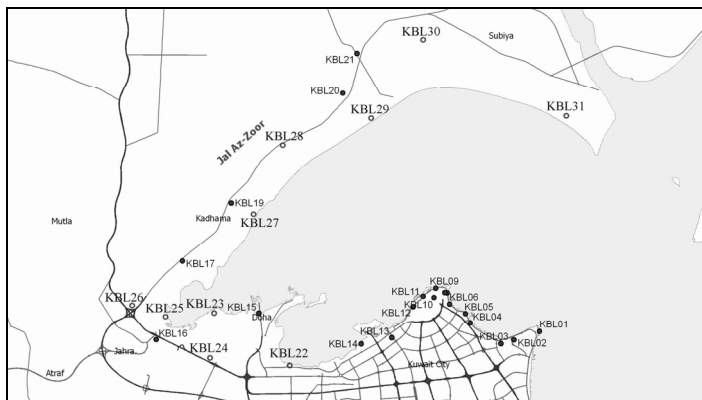 KBL30
Subiya
KBL21
KBL20
KBL29
KBL31
KBL28
Jal Az-Zoor
KBL19
Kadhama
KBL27
Mutla
KBL17
KBL26
KBL25
KBL23
KBL15
Doha
KBL11
KBL09
KBL10
KBL06
KBL12
KBL05
KBL04
KBL16
KBL24
KBL22
KBL14
KBL13
KBL03
KBL01
KBL02
Jahra
Atraf
Kuwait City